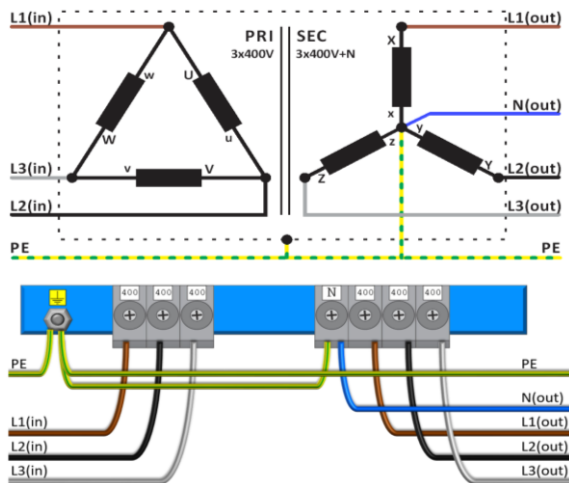 L1(in)
PRI
3x400V
SEC
3x400V+N
L1(out)
X
w
U
N(out)
W
u
x
z
y
L3(in)
v
V
Z
Y
L2(out)
L2(in)
L3(out)
PE
PE
400
400
400
N
400
400
400
PE
PE
N(out)
L1(in)
L1(out)
L2(in)
L2(out)
L3(in)
L3(out)